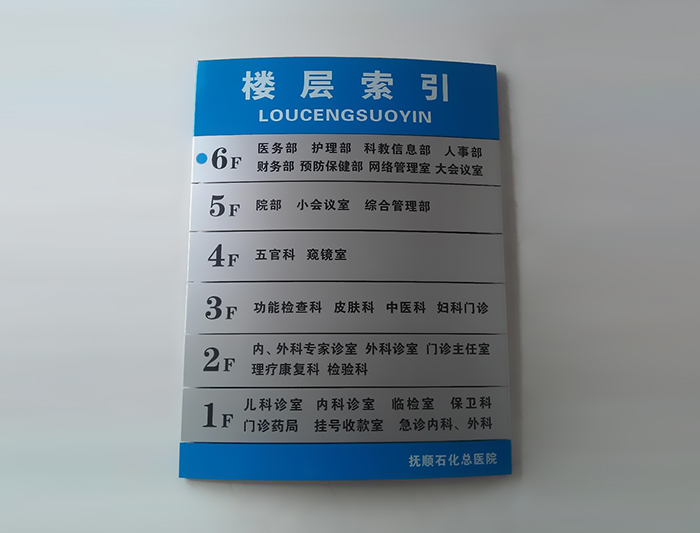 楼层索引
LOUCENGSUOYIN
6F
医务部 护理部 科教信息部 人事部
财务部 预防保健部 网络管理室 大会议室
5F
院部 小会议室 综合管理部
4F
五官科 窥镜室
3F
功能检查科 皮肤科 中医科 妇科门诊
2F
内、外科专家诊室 外科诊室 门诊主任室
理疗康复科 检验科
1F
儿科诊室 内科诊室 临检室 保卫科
门诊药局 挂号收款室 急诊内科、外科
抚顺石化总医院